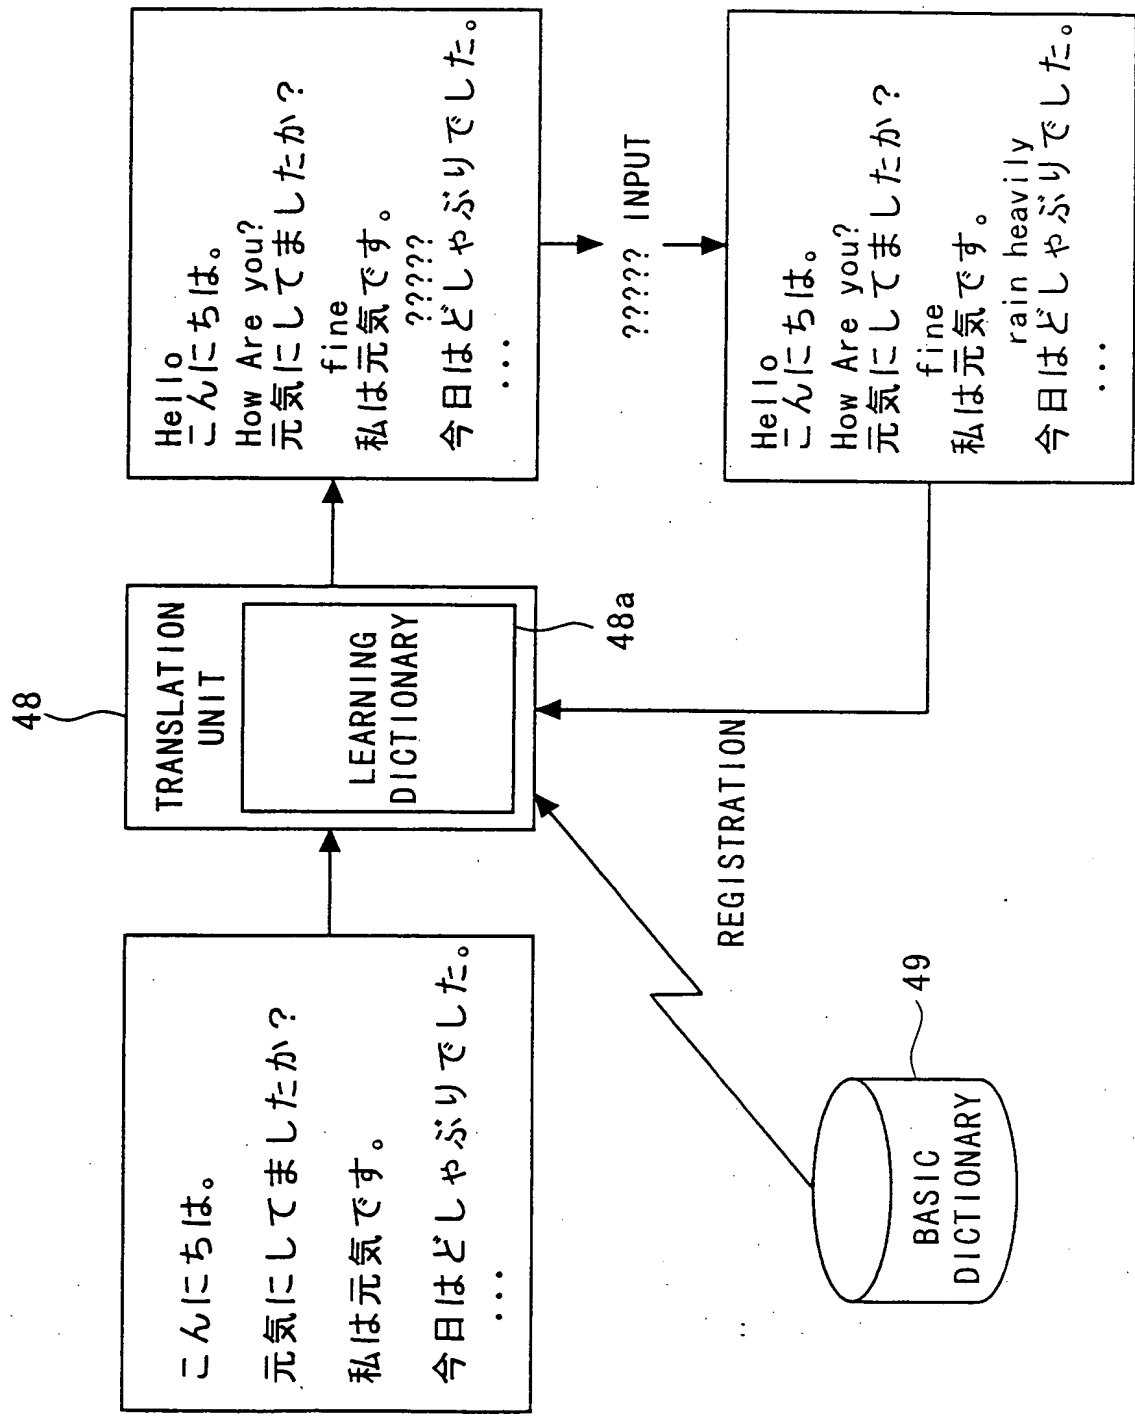 こんにちは。
元気にしてましたか？
私は元気です。
今日はどしゃぶりでした。
...
48
TRANSLATION
UNIT
LEARNING
DICTIONARY
48a
Hello
こんにちは。
How Are you?
元気にしてましたか？
fine
私は元気です。
?????
今日はどしゃぶりでした。
...
????? INPUT
Hello
こんにちは。
How Are you?
元気にしてましたか？
fine
私は元気です。
rain heavily
今日はどしゃぶりでした。
...
REGISTRATION
49
BASIC
DICTIONARY